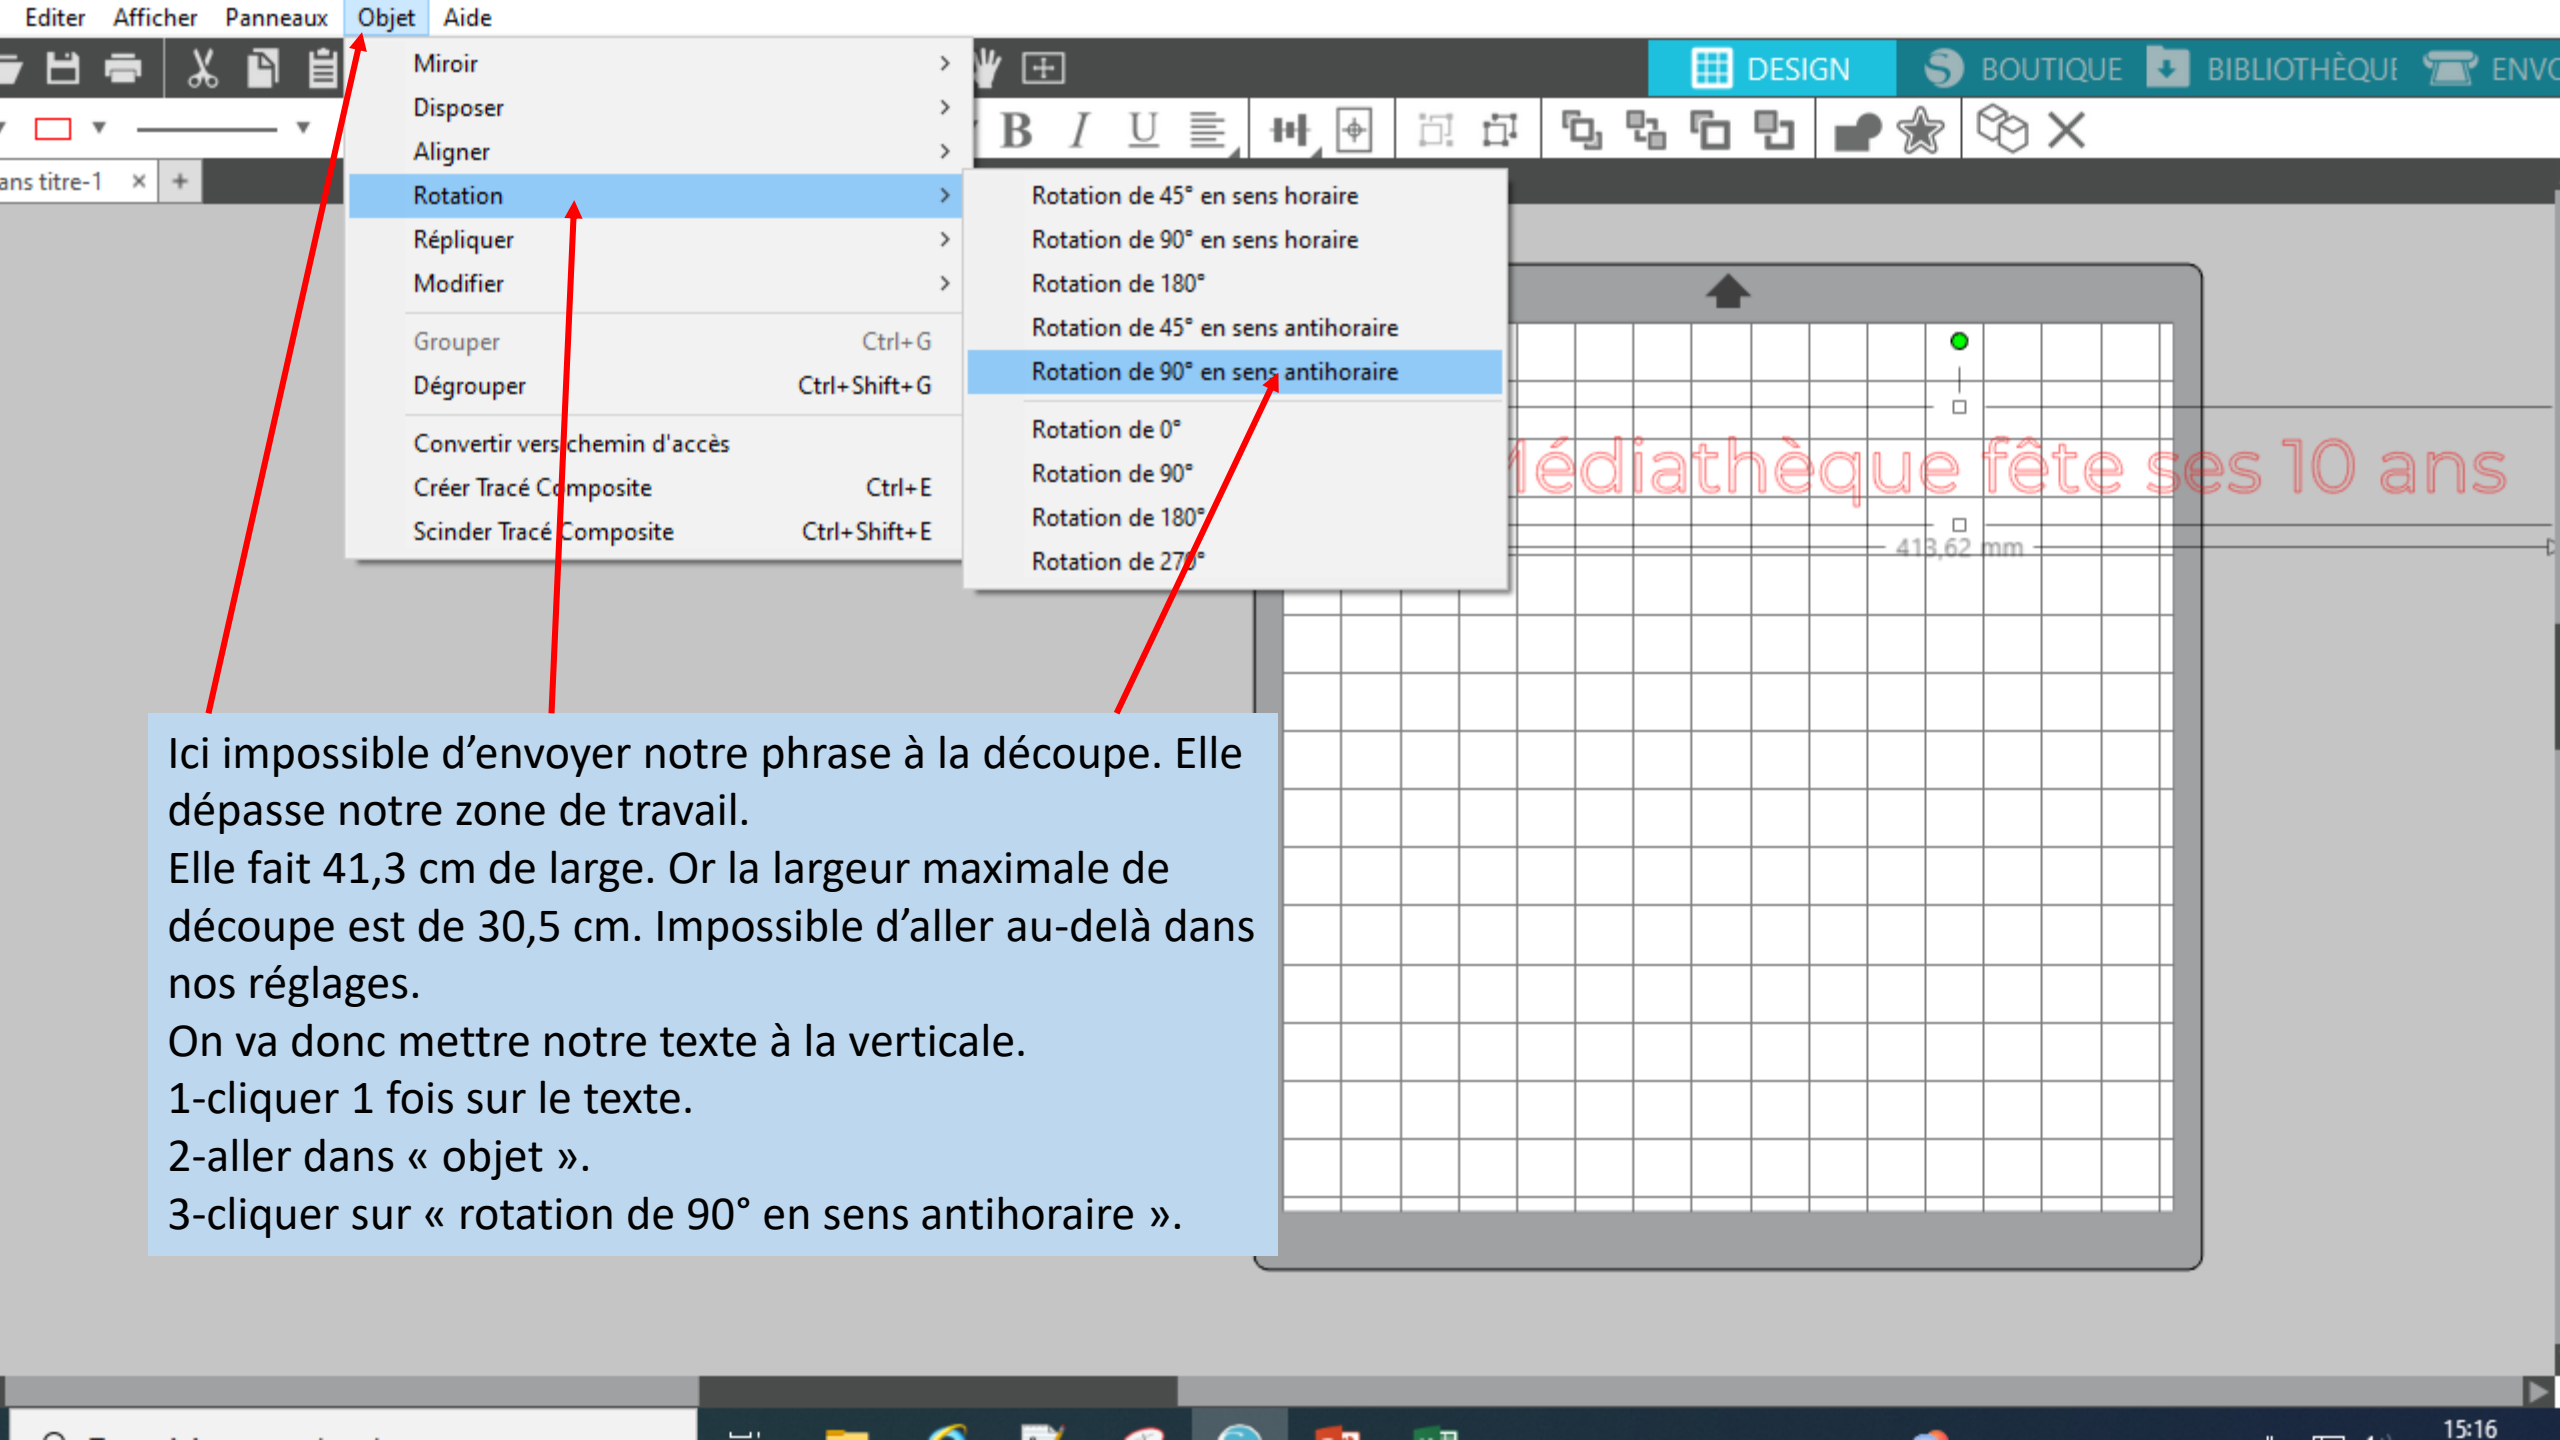 Editer Afficher Panneaux Objet Aide
DESIGN BOUTIQUE BIBLIOTHÈQUE
B I U
titre-1 × +
Miroir
Disposer
Aligner
Rotation
Répliquer
Modifier
Grouper Ctrl+G
Dégrouper Ctrl+Shift+G
Convertir vers chemin d'accès
Créer Tracé Composite Ctrl+E
Scinder Tracé Composite Ctrl+Shift+E
Rotation de 45° en sens horaire
Rotation de 90° en sens horaire
Rotation de 180°
Rotation de 45° en sens antihoraire
Rotation de 90° en sens antihoraire
Rotation de 0°
Rotation de 90°
Rotation de 180°
Rotation de 270°
Médiathèque fête ses 10 ans
413,62 mm
Ici impossible d’envoyer notre phrase à la découpe. Elle
dépasse notre zone de travail.
Elle fait 41,3 cm de large. Or la largeur maximale de
découpe est de 30,5 cm. Impossible d’aller au-delà dans
nos réglages.
On va donc mettre notre texte à la verticale.
1-cliquer 1 fois sur le texte.
2-aller dans « objet ».
3-cliquer sur « rotation de 90° en sens antihoraire ».
15:16